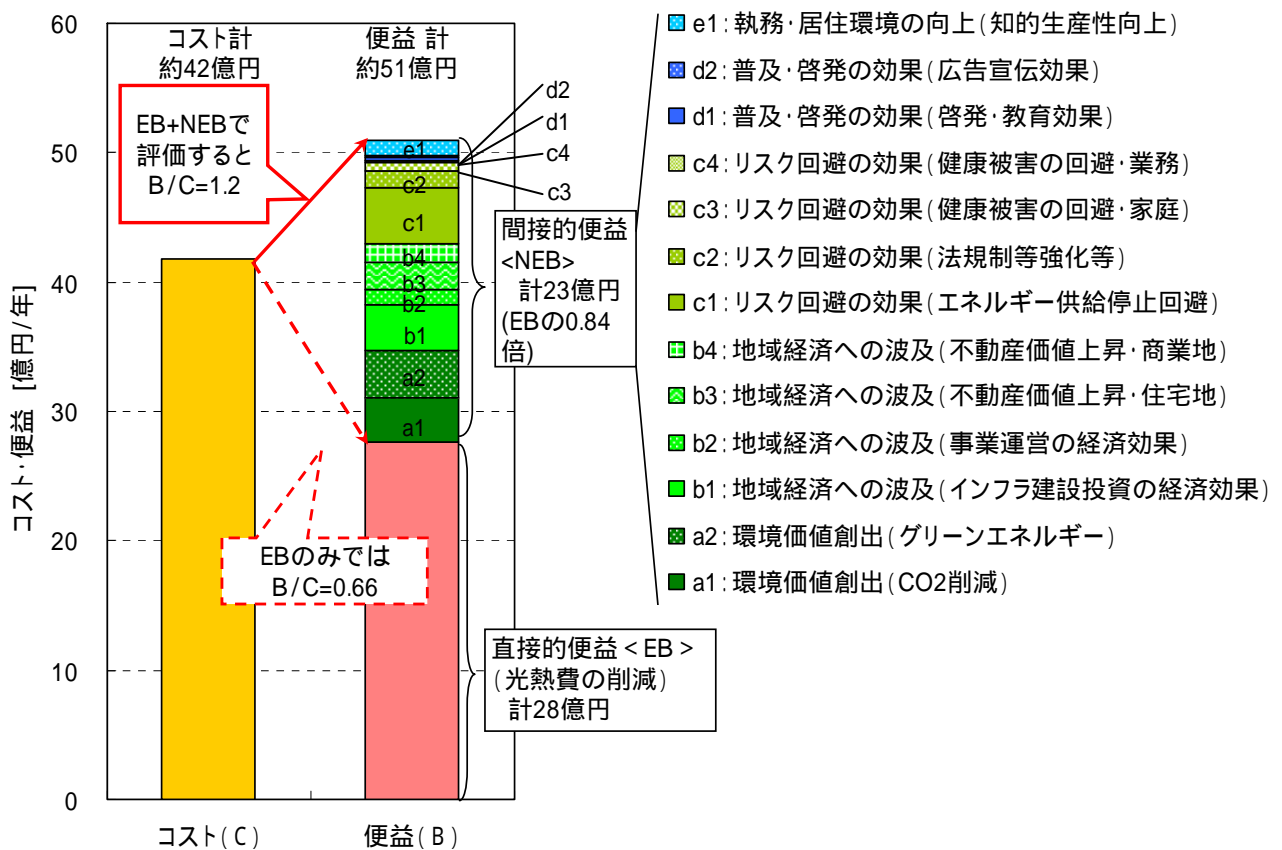 60
50
40
30
20
10
0
コスト･便益 [億円/年]
コスト計
約42億円
便益 計
約51億円
EB+NEBで
評価すると
B/C=1.2
EBのみでは
B/C=0.66
e1
c2
c1
b4
b3
b2
b1
a2
a1
d2
d1
c4
c3
間接的便益
<NEB>
計23億円
(EBの0.84
倍)
直接的便益<EB>
(光熱費の削減)
計28億円
コスト(C)
便益(B)
e1:執務･居住環境の向上(知的生産性向上)
d2:普及･啓発の効果(広告宣伝効果)
d1:普及･啓発の効果(啓発･教育効果)
c4:リスク回避の効果(健康被害の回避･業務)
c3:リスク回避の効果(健康被害の回避･家庭)
c2:リスク回避の効果(法規制等強化等)
c1:リスク回避の効果(エネルギー供給停止回避)
b4:地域経済への波及(不動産価値上昇･商業地)
b3:地域経済への波及(不動産価値上昇･住宅地)
b2:地域経済への波及(事業運営の経済効果)
b1:地域経済への波及(インフラ建設投資の経済効果)
a2:環境価値創出(グリーンエネルギー)
a1:環境価値創出(CO2削減)